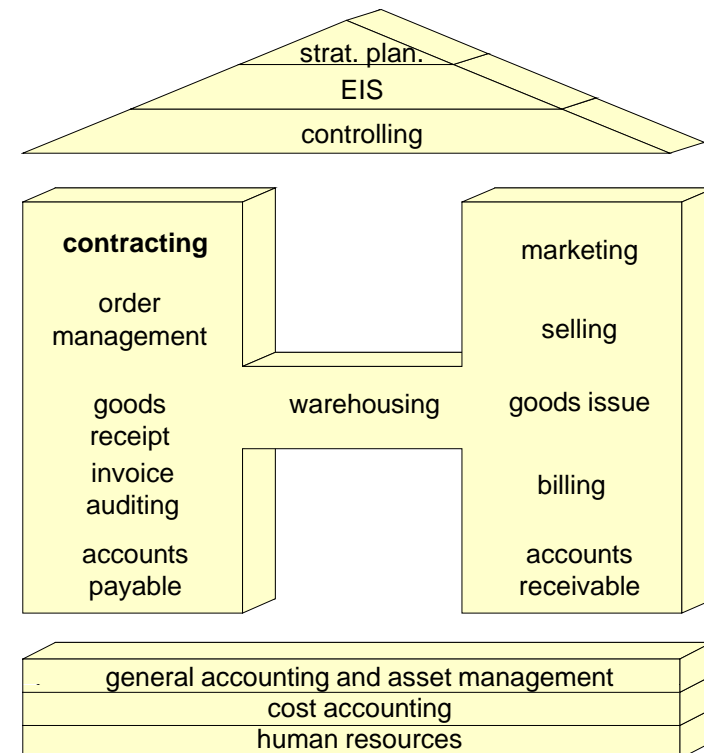 strat. plan.
EIS
controlling
contracting
order
management
goods
receipt
invoice
auditing
accounts
payable
warehousing
marketing
selling
goods issue
billing
accounts
receivable
general accounting and asset management
cost accounting
human resources